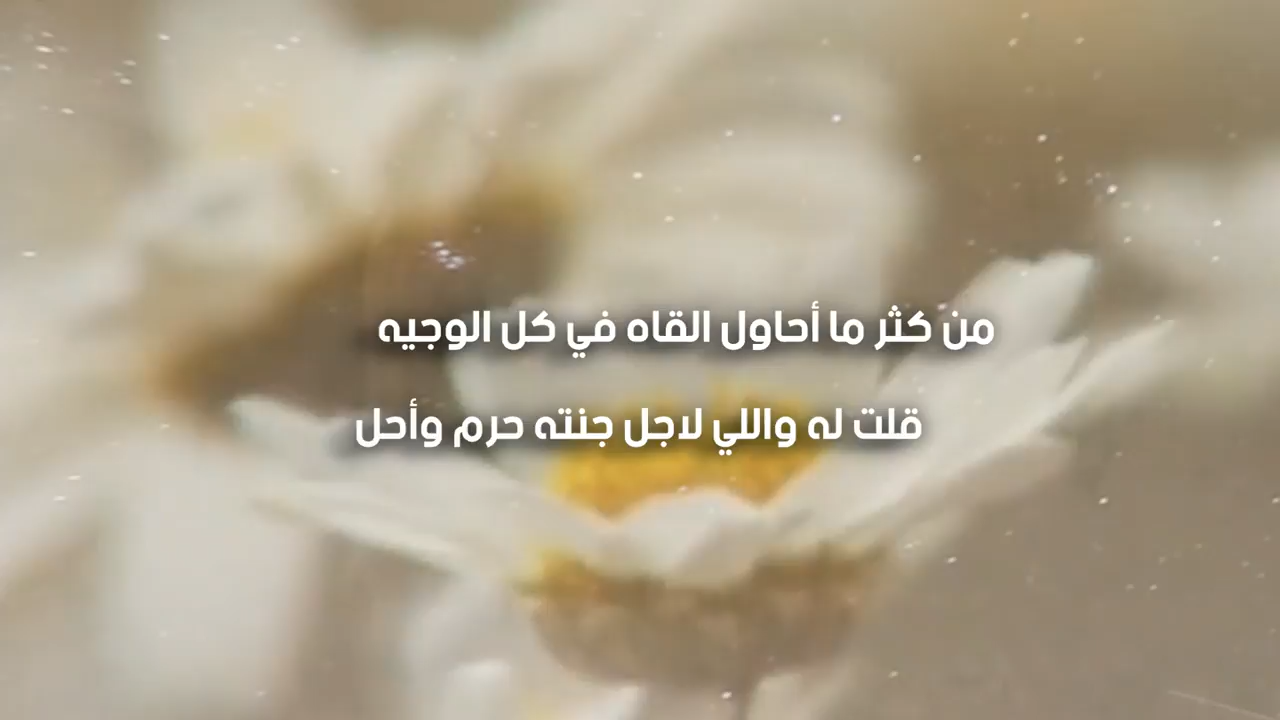 من كثر ما أحاول القاه في كل الوجيه
قلت له واللي لاجل جنته حرم وأحل